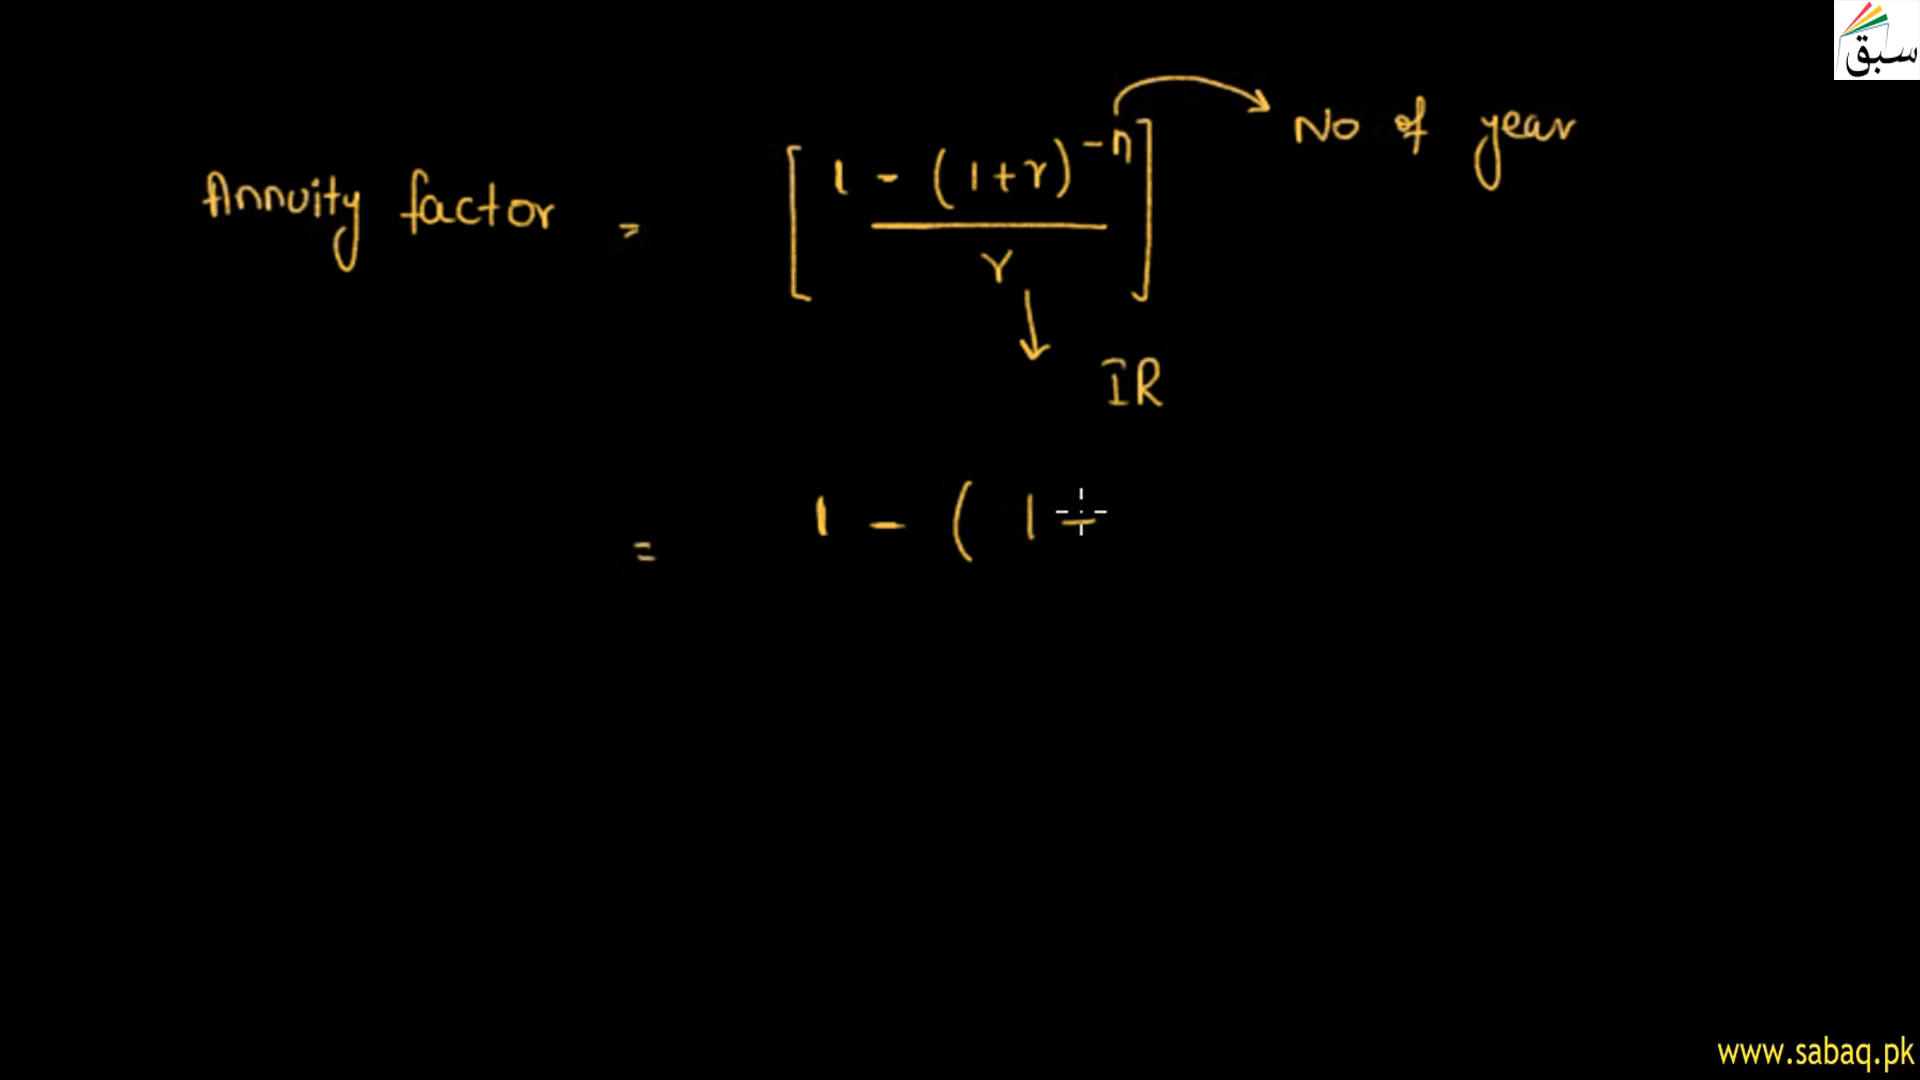 سبق
No of year
Annuity factor = [1 - (1+r)^-n / r]
IR
= 1 - ( 1 +
www.sabaq.pk